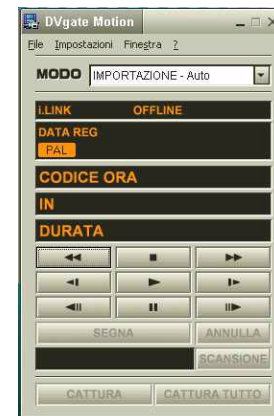 DVgate Motion
File Impostazioni Finestra ?
MODO IMPORTAZIONE - Auto
i.LINK OFFLINE
DATA REG
PAL
CODICE ORA
IN
DURATA
SEGNA ANNULLA
SCANSIONE
CATTURA CATTURA TUTTO